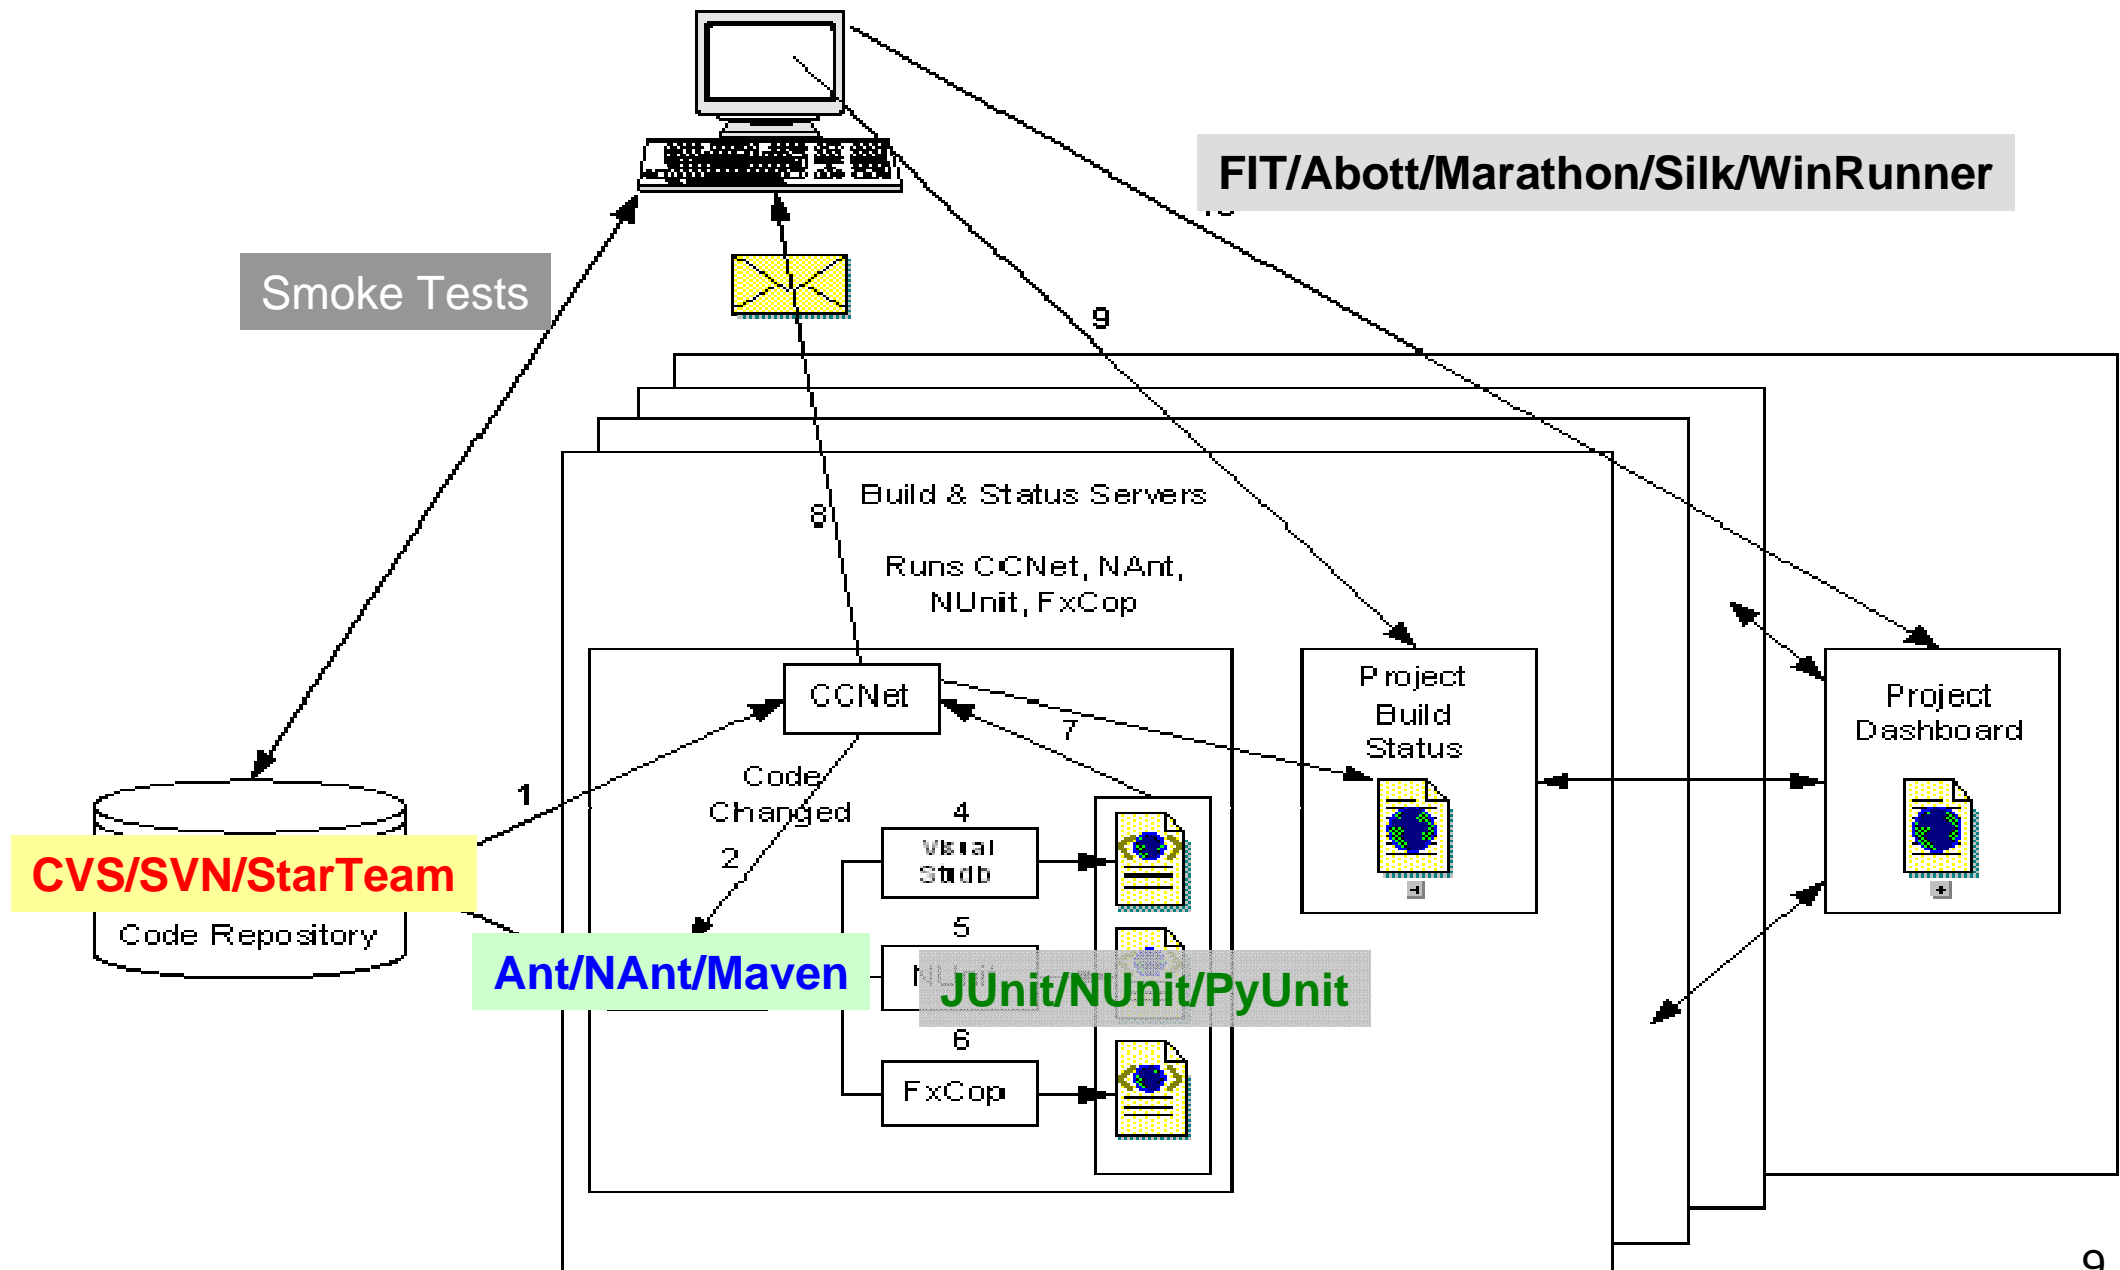 FIT/Abott/Marathon/Silk/WinRunner
Smoke Tests
9
Build & Status Servers
8
Runs CCNet, NAnt,
NUnit, FxCop
CCNet
Project
Build
Status
Project
Dashboard
7
Code
Changed
1
4
Visual
Studio
2
CVS/SVN/StarTeam
Code Repository
5
Ant/NAnt/Maven
NUnit
JUnit/NUnit/PyUnit
6
FxCop
9